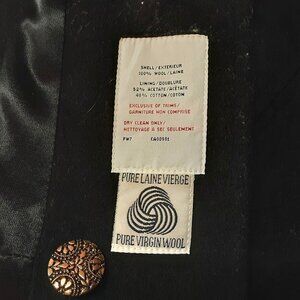 SHELL/EXTERIEUR
100% WOOL/LAINE
LINING/DOUBLURE
52% ACETATE/ACETATE
48% COTTON/COTON
EXCLUSIVE OF TRIMS/
GARNITURE NON COMPRISE
DRY CLEAN ONLY/
NETTOYAGE A SEC SEULEMENT
PURE LAINE VIERGE
PURE VIRGIN WOOL